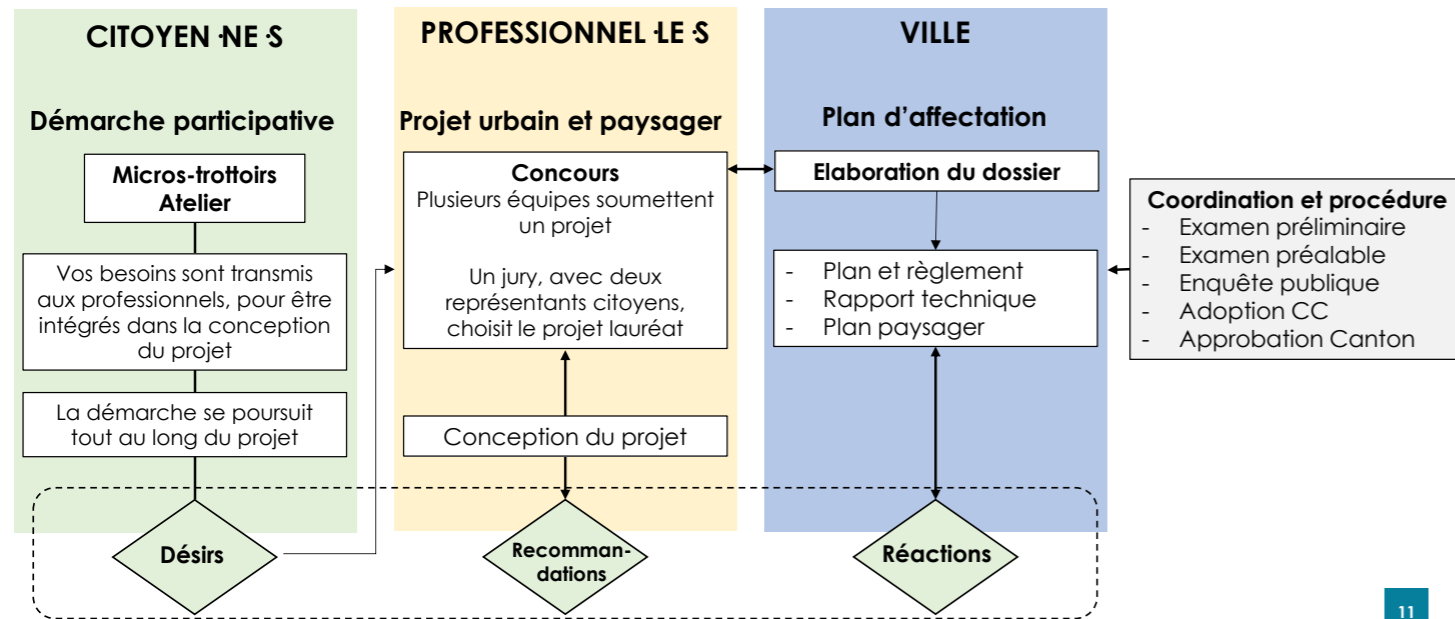 CITOYEN ·NE ·S
Démarche participative
Micros-trottoirs
Atelier
Vos besoins sont transmis
aux professionnels, pour être
intégrés dans la conception
du projet
La démarche se poursuit
tout au long du projet
Désirs
PROFESSIONNEL ·LE ·S
Projet urbain et paysager
Concours
Plusieurs équipes soumettent
un projet
Un jury, avec deux
représentants citoyens,
choisit le projet lauréat
Conception du projet
Recomman-
dations
VILLE
Plan d’affectation
Elaboration du dossier
- Plan et règlement
- Rapport technique
- Plan paysager
Réactions
Coordination et procédure
- Examen préliminaire
- Examen préalable
- Enquête publique
- Adoption CC
- Approbation Canton
11